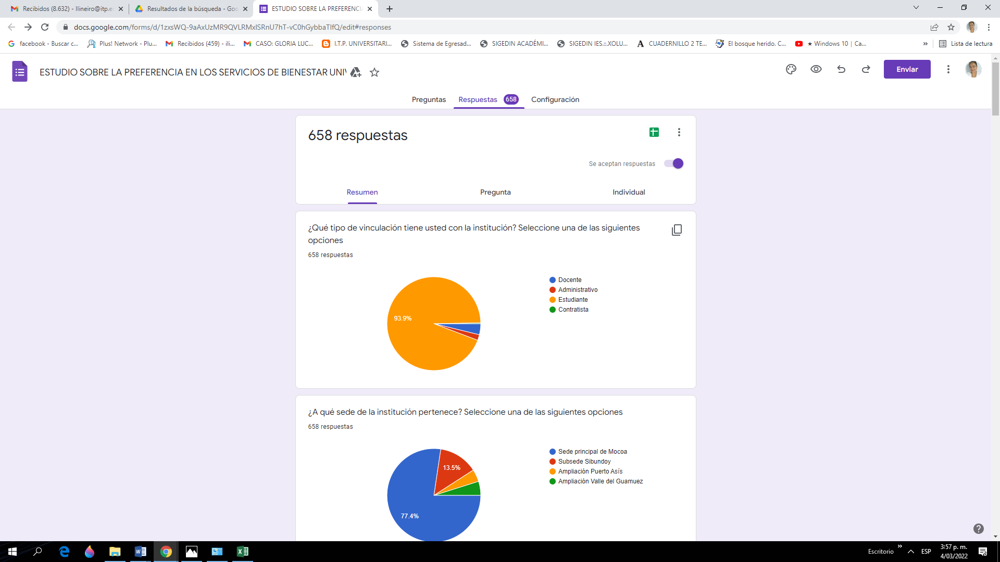 Recibidos (8.632) - llineiro@itp.e
Resultados de la búsqueda - Goo
ESTUDIO SOBRE LA PREFERENCI
docs.google.com/forms/d/1zxsWQ-9aAxUzMR9QVLRMxlSRnU7hT-vC0hGybbaTlfQ/edit#responses
facebook - Buscar c...
Plus! Network - Plu...
Recibidos (459) - ili...
CASO: GLORIA LUC...
I.T.P. UNIVERSITARI...
Sistema de Egresad...
SIGEDIN ACADÉMI...
SIGEDIN IES.::.XOLU...
CUADERNILLO 2 TE...
El bosque herido. C...
★ Windows 10 | Ca...
»
Lista de lectura
ESTUDIO SOBRE LA PREFERENCIA EN LOS SERVICIOS DE BIENESTAR UNIV
Enviar
Preguntas
Respuestas 658
Configuración
658 respuestas
Se aceptan respuestas
Resumen
Pregunta
Individual
¿Qué tipo de vinculación tiene usted con la institución? Seleccione una de las siguientes
opciones
658 respuestas
Docente
Administrativo
Estudiante
Contratista
93.9%
¿A qué sede de la institución pertenece? Seleccione una de las siguientes opciones
658 respuestas
Sede principal de Mocoa
Subsede Sibundoy
Ampliación Puerto Asís
Ampliación Valle del Guamuez
13.5%
77.4%
Escritorio
»
ESP
3:57 p. m.
4/03/2022